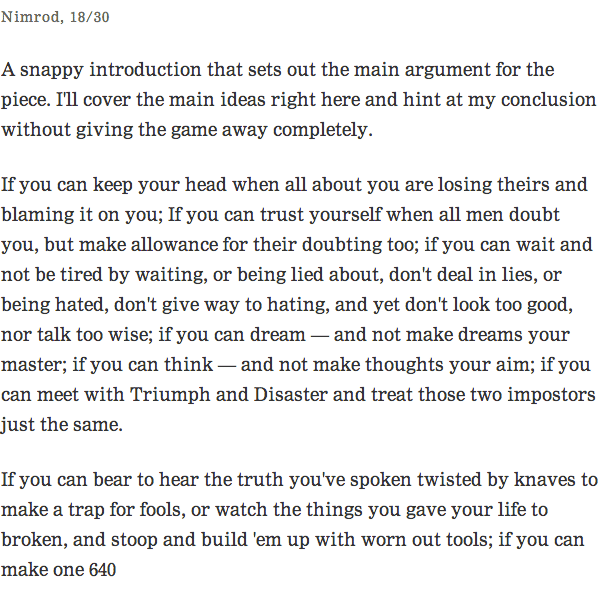 Nimrod, 18/30
A snappy introduction that sets out the main argument for the
piece. I'll cover the main ideas right here and hint at my conclusion
without giving the game away completely.
If you can keep your head when all about you are losing theirs and
blaming it on you; If you can trust yourself when all men doubt
you, but make allowance for their doubting too; if you can wait and
not be tired by waiting, or being lied about, don't deal in lies, or
being hated, don't give way to hating, and yet don't look too good,
nor talk too wise; if you can dream — and not make dreams your
master; if you can think — and not make thoughts your aim; if you
can meet with Triumph and Disaster and treat those two impostors
just the same.
If you can bear to hear the truth you've spoken twisted by knaves to
make a trap for fools, or watch the things you gave your life to
broken, and stoop and build 'em up with worn out tools; if you can
make one 640